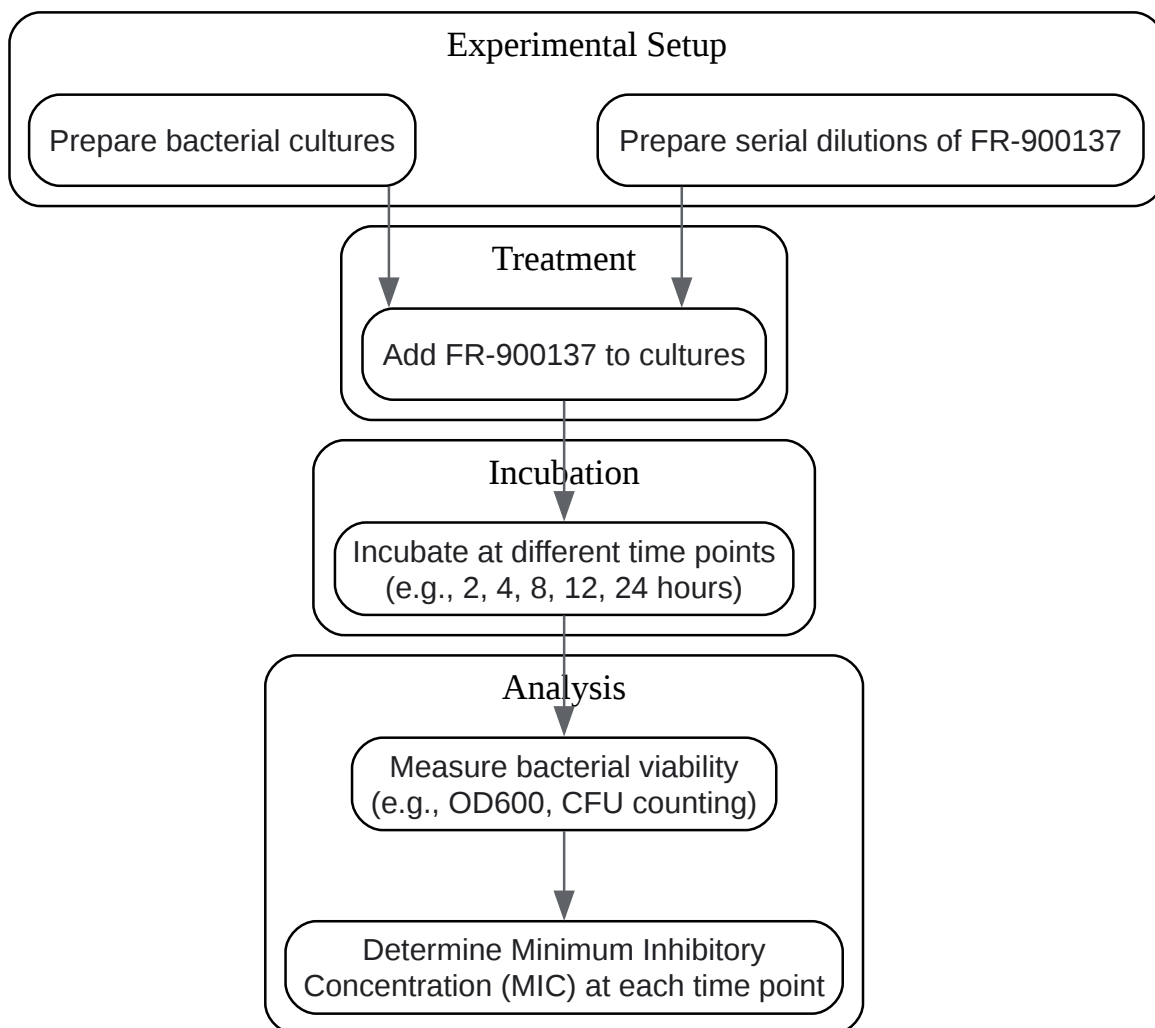 Experimental Setup
Prepare bacterial cultures
Prepare serial dilutions of FR-900137
Treatment
Add FR-900137 to cultures
Incubation
Incubate at different time points
(e.g., 2, 4, 8, 12, 24 hours)
Analysis
Measure bacterial viability
(e.g., OD600, CFU counting)
Determine Minimum Inhibitory
Concentration (MIC) at each time point